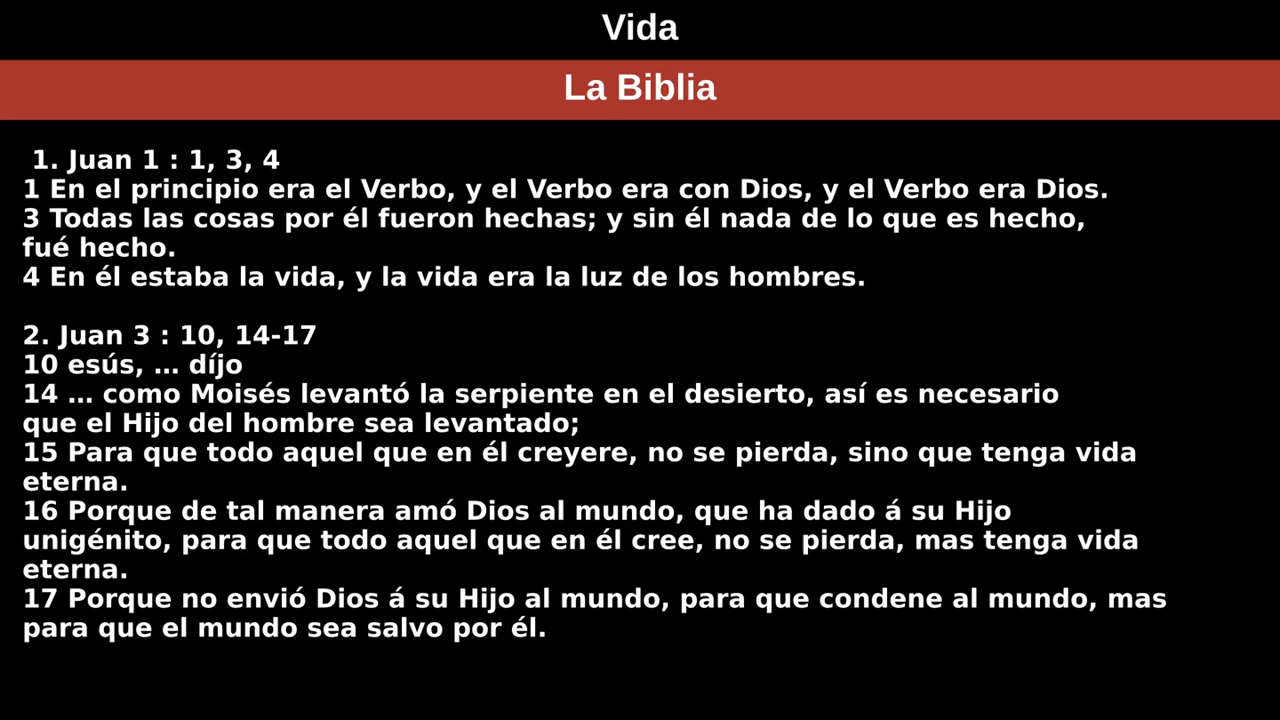 Vida
La Biblia
1. Juan 1 : 1, 3, 4
1 En el principio era el Verbo, y el Verbo era con Dios, y el Verbo era Dios.
3 Todas las cosas por él fueron hechas; y sin él nada de lo que es hecho,
fué hecho.
4 En él estaba la vida, y la vida era la luz de los hombres.
2. Juan 3 : 10, 14-17
10 esús, … díjo
14 … como Moisés levantó la serpiente en el desierto, así es necesario
que el Hijo del hombre sea levantado;
15 Para que todo aquel que en él creyere, no se pierda, sino que tenga vida
eterna.
16 Porque de tal manera amó Dios al mundo, que ha dado á su Hijo
unigénito, para que todo aquel que en él cree, no se pierda, mas tenga vida
eterna.
17 Porque no envió Dios á su Hijo al mundo, para que condene al mundo, mas
para que el mundo sea salvo por él.